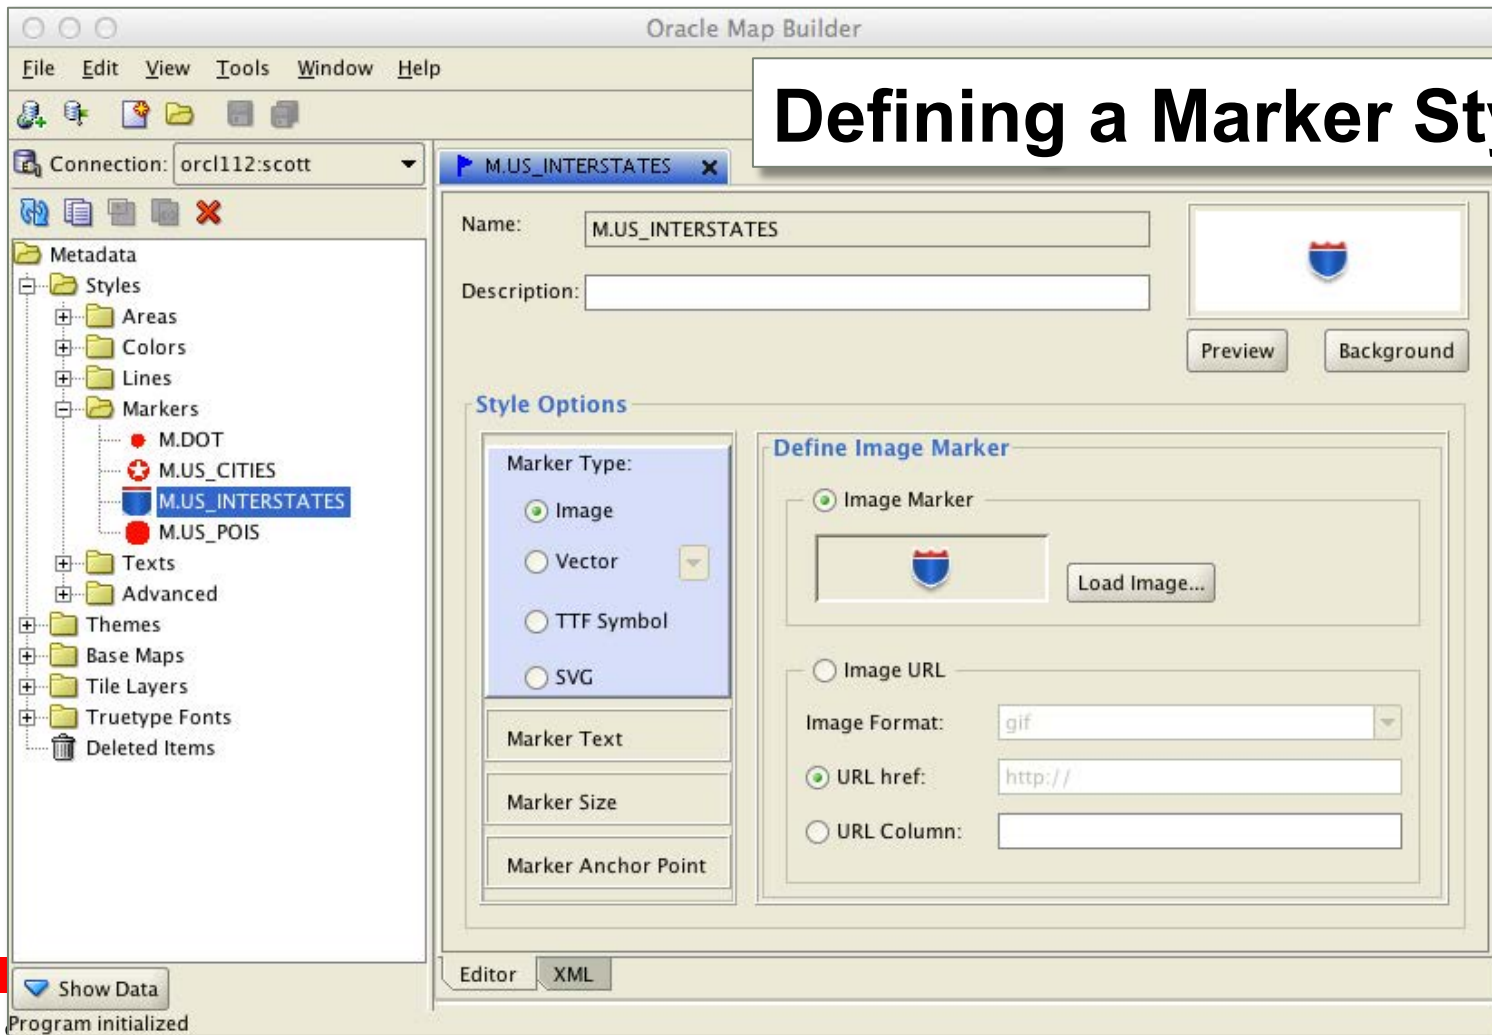 Oracle Map Builder
File Edit View Tools Window Help
Defining a Marker
Connection: orcl112:scott
M.US_INTERSTATES
Metadata
Styles
Areas
Colors
Lines
Markers
M.DOT
M.US_CITIES
M.US_INTERSTATES
M.US_POIS
Texts
Advanced
Themes
Base Maps
Tile Layers
Truetype Fonts
Deleted Items
Show Data
Program initialized
Name: M.US_INTERSTATES
Description:
Preview Background
Style Options
Marker Type:
Image
Vector
TTF Symbol
SVG
Marker Text
Marker Size
Marker Anchor Point
Define Image Marker
Image Marker
Load Image...
Image URL
Image Format: gif
URL href: http://
URL Column:
Editor XML